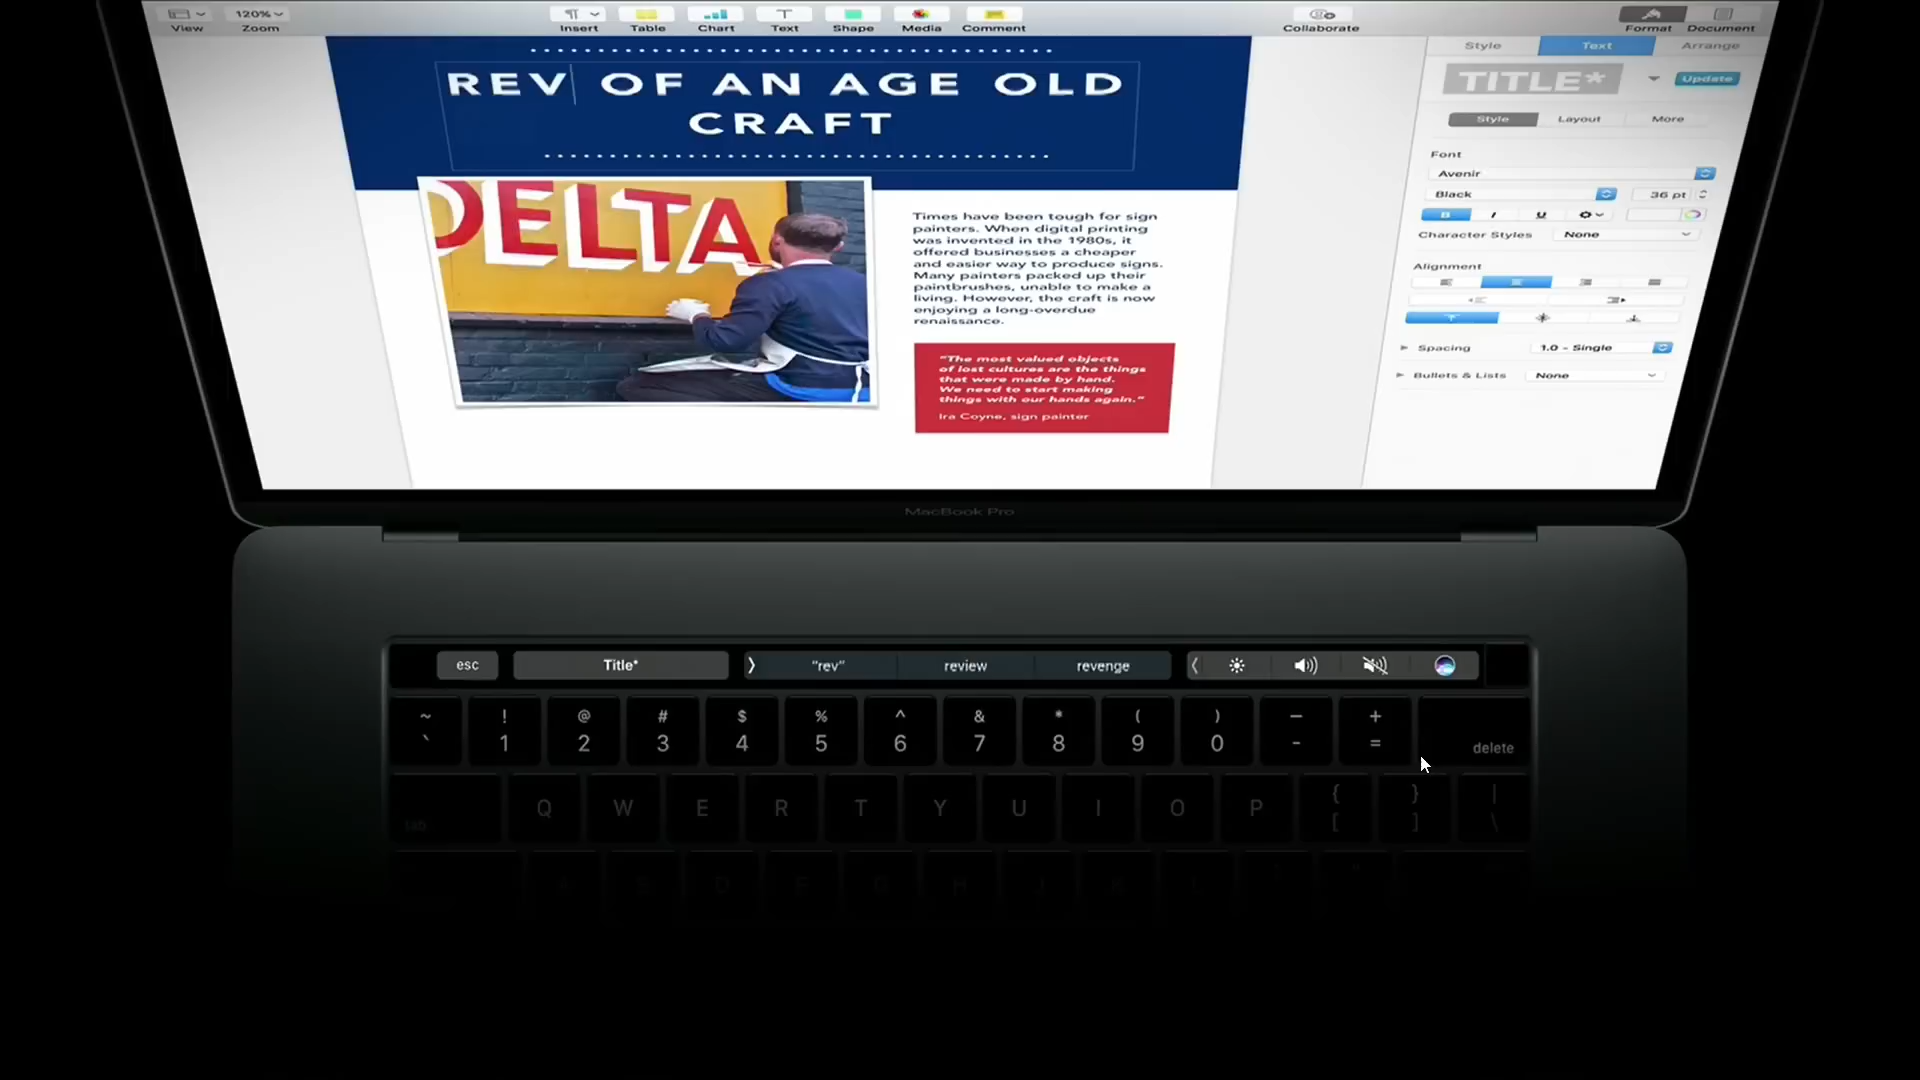 120%
View
Zoom
Insert
Table
Chart
Text
Shape
Media
Comment
Collaborate
Format
Document
REV OF AN AGE OLD
CRAFT
DELTA
Times have been tough for sign
painters. When digital printing
was invented in the 1980s, it
offered businesses a cheaper
and easier way to produce signs.
Many painters packed up their
paintbrushes, unable to make a
living. However, the craft is now
enjoying a long-overdue
renaissance.
"The most valued objects
of lost cultures are the things
that were made by hand.
We need to start making
things with our hands again."
Ira Coyne, sign painter
Style
Text
Arrange
TITLE*
Update
Style
Layout
More
Font
Avenir
Black
36 pt
B I U
Character Styles
None
Alignment
Spacing
1.0 - Single
Bullets & Lists
None
MacBook Pro
esc
Title*
"rev"
review
revenge
~ ! @ # $ % ^ & * ( ) — +
` 1 2 3 4 5 6 7 8 9 0 - =
delete
tab
Q W E R T Y U I O P { } |
[ ] \